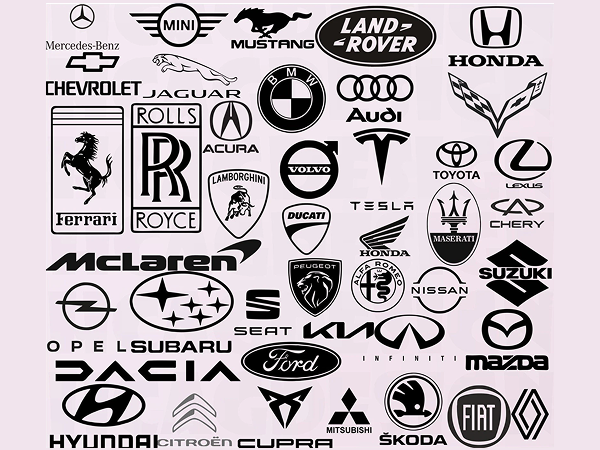 Mercedes-Benz
MINI
MUSTANG
LAND-
-ROVER
HONDA
CHEVROLET
JAGUAR
BMW
Audi
Ferrari
ROLLS
RR
ROYCE
ACURA
LAMBORGHINI
VOLVO
TESLA
TOYOTA
LEXUS
DUCATI
HONDA
MASERATI
CHERY
McLaren
PEUGEOT
ALFA ROMEO
NISSAN
SUZUKI
OPEL
SUBARU
SEAT
KIA
INFINITI
mazda
DACIA
Ford
HYUNDAI
CITROËN
CUPRA
MITSUBISHI
ŠKODA
FIAT